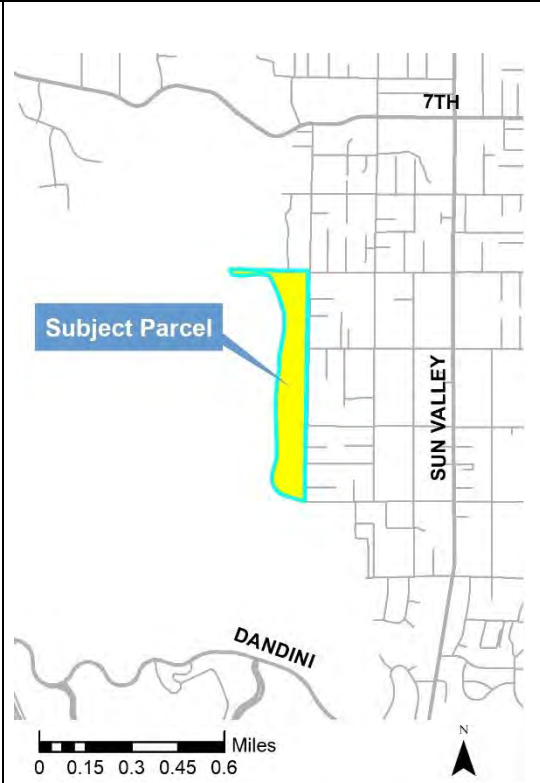 7TH
Subject Parcel
SUN VALLEY
DANDINI
Miles
0 0.15 0.3 0.45 0.6
N